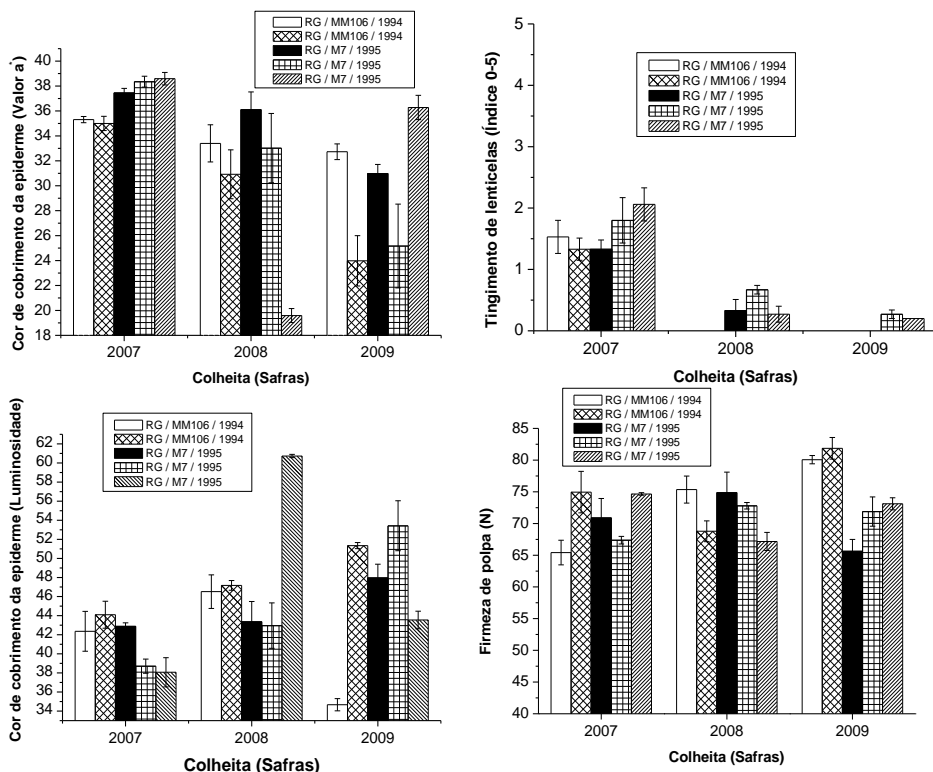 Cor de cobrimento da epiderme (Valor a*)
40
38
36
34
32
30
28
26
24
22
20
18
RG / MM106 / 1994
RG / MM106 / 1994
RG / M7 / 1995
RG / M7 / 1995
RG / M7 / 1995
2007 2008 2009
Colheita (Safras)
Tingimento de lenticelas (Índice 0-5)
5
4
3
2
1
0
RG / MM106 / 1994
RG / MM106 / 1994
RG / M7 / 1995
RG / M7 / 1995
RG / M7 / 1995
2007 2008 2009
Colheita (Safras)
Cor de cobrimento da epiderme (Luminosidade)
62
60
58
56
54
52
50
48
46
44
42
40
38
36
34
RG / MM106 / 1994
RG / MM106 / 1994
RG / M7 / 1995
RG / M7 / 1995
RG / M7 / 1995
2007 2008 2009
Colheita (Safras)
Firmeza de polpa (N)
85
80
75
70
65
60
55
50
45
40
RG / MM106 / 1994
RG / MM106 / 1994
RG / M7 / 1995
RG / M7 / 1995
RG / M7 / 1995
2007 2008 2009
Colheita (Safras)